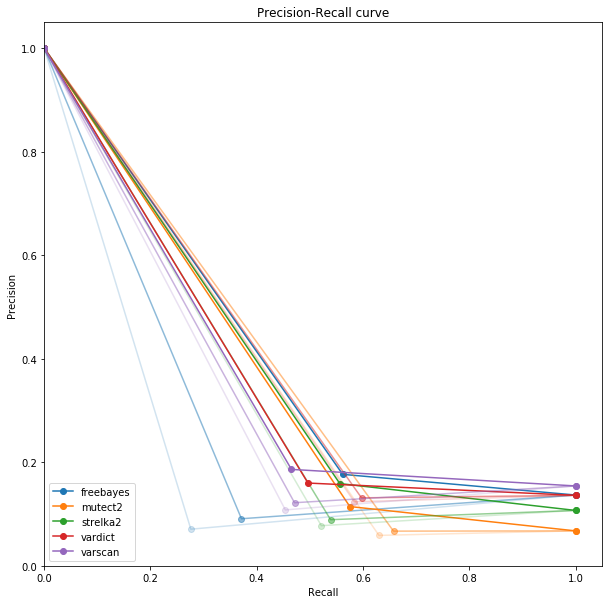 Precision-Recall curve
Precision
1.0
0.8
0.6
0.4
0.2
0.0
freebayes
mutect2
strelka2
vardict
varscan
0.0 0.2 0.4 0.6 0.8 1.0
Recall